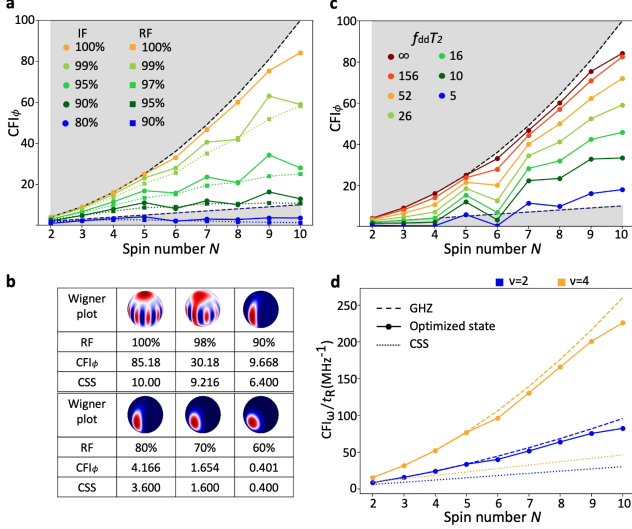 a
100
80
60
40
20
CFIϕ
IF RF
100% 100%
99% 99%
95% 97%
90% 95%
80% 90%
2 3 4 5 6 7 8 9 10
Spin number N
c
100
80
60
40
20
CFIϕ
fddT2
∞ 16
156 10
52 5
26
2 3 4 5 6 7 8 9 10
Spin number N
b
Wigner plot
RF 100% 98% 90%
CFIϕ 85.18 30.18 9.668
CSS 10.00 9.216 6.400
Wigner plot
RF 80% 70% 60%
CFIϕ 4.166 1.654 0.401
CSS 3.600 1.600 0.400
d
v=2 v=4
250
200
150
100
50
0
CFIω/tR(MHz⁻¹)
GHZ
Optimized state
CSS
2 3 4 5 6 7 8 9 10
Spin number N